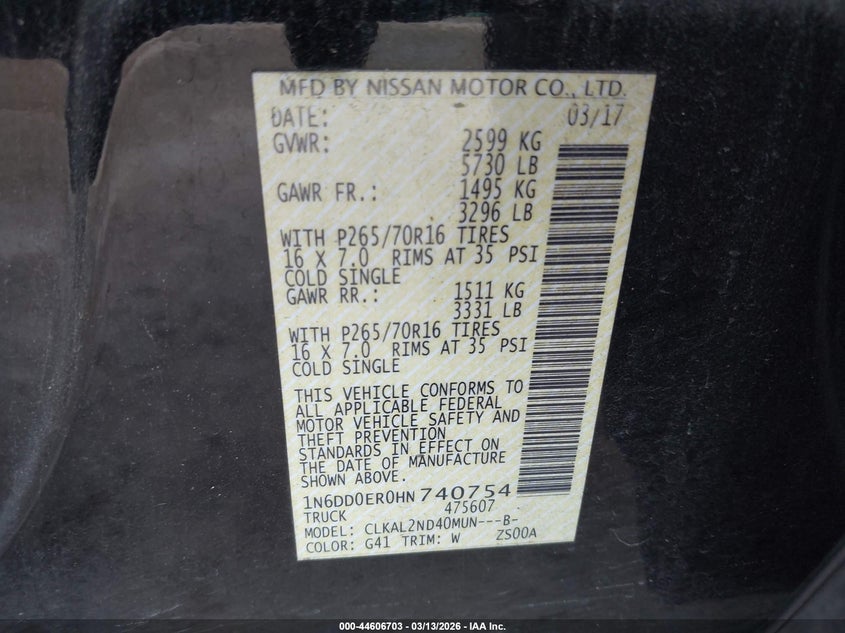 MFD BY NISSAN MOTOR CO., LTD.
DATE: 03/17
GVWR: 2599 KG
5730 LB
GAWR FR.: 1495 KG
3296 LB
WITH P265/70R16 TIRES
16 X 7.0 RIMS AT 35 PSI
COLD SINGLE
GAWR RR.: 1511 KG
3331 LB
WITH P265/70R16 TIRES
16 X 7.0 RIMS AT 35 PSI
COLD SINGLE
THIS VEHICLE CONFORMS TO
ALL APPLICABLE FEDERAL
MOTOR VEHICLE SAFETY AND
THEFT PREVENTION
STANDARDS IN EFFECT ON
THE DATE OF MANUFACTURE
SHOWN ABOVE.
1N6DD0ER0HN740754
TRUCK 475607
MODEL: CLKAL2ND40MUN---B-
COLOR: G41 TRIM: W ZS00A
000-44606703 | 03/13/2026 - IAA Inc.